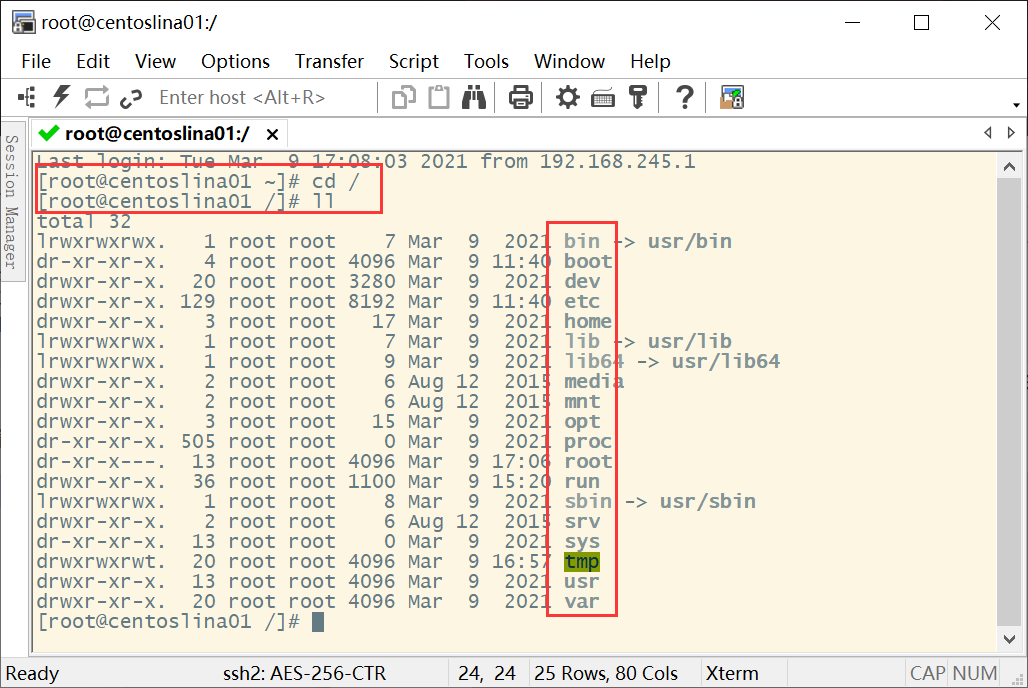 root@centoslina01:/
File Edit View Options Transfer Script Tools Window Help
Enter host <Alt+R>
Session Manager
root@centoslina01:/
Last login: Tue Mar  9 17:08:03 2021 from 192.168.245.1
[root@centoslina01 ~]# cd /
[root@centoslina01 /]# ll
total 32
lrwxrwxrwx.   1 root root    7 Mar  9  2021 bin -> usr/bin
dr-xr-xr-x.   4 root root 4096 Mar  9 11:40 boot
drwxr-xr-x.  20 root root 3280 Mar  9  2021 dev
drwxr-xr-x. 129 root root 8192 Mar  9 11:40 etc
drwxr-xr-x.   3 root root   17 Mar  9  2021 home
lrwxrwxrwx.   1 root root    7 Mar  9  2021 lib -> usr/lib
lrwxrwxrwx.   1 root root    9 Mar  9  2021 lib64 -> usr/lib64
drwxr-xr-x.   2 root root    6 Aug 12  2015 media
drwxr-xr-x.   2 root root    6 Aug 12  2015 mnt
drwxr-xr-x.   3 root root   15 Mar  9  2021 opt
dr-xr-xr-x. 505 root root    0 Mar  9  2021 proc
dr-xr-x---.  13 root root 4096 Mar  9 17:06 root
drwxr-xr-x.  36 root root 1100 Mar  9 15:20 run
lrwxrwxrwx.   1 root root    8 Mar  9  2021 sbin -> usr/sbin
drwxr-xr-x.   2 root root    6 Aug 12  2015 srv
dr-xr-xr-x.  13 root root    0 Mar  9  2021 sys
drwxrwxrwt.  20 root root 4096 Mar  9 16:57 tmp
drwxr-xr-x.  13 root root 4096 Mar  9  2021 usr
drwxr-xr-x.  20 root root 4096 Mar  9  2021 var
[root@centoslina01 /]#
Ready ssh2: AES-256-CTR 24, 24 25 Rows, 80 Cols Xterm CAP NUM